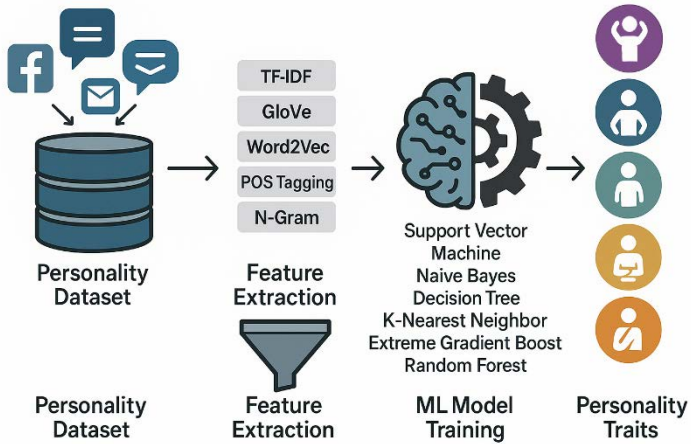 TF-IDF
GloVe
Word2Vec
POS Tagging
N-Gram
Personality
Dataset
Feature
Extraction
Support Vector
Machine
Naive Bayes
Decision Tree
K-Nearest Neighbor
Extreme Gradient Boost
Random Forest
Personality
Dataset
Feature
Extraction
ML Model
Training
Personality
Traits